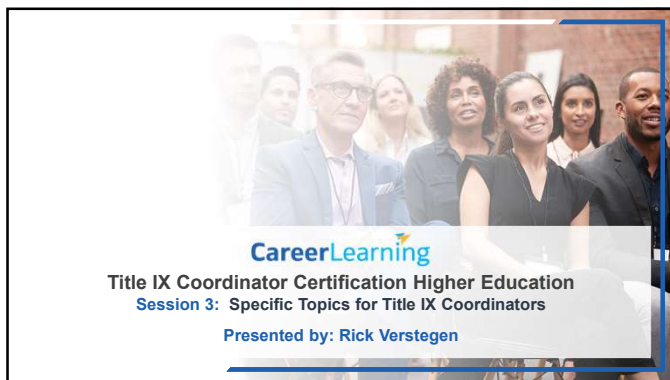 CareerLearning
Title IX Coordinator Certification Higher Education
Session 3: Specific Topics for Title IX Coordinators
Presented by: Rick Verstegen